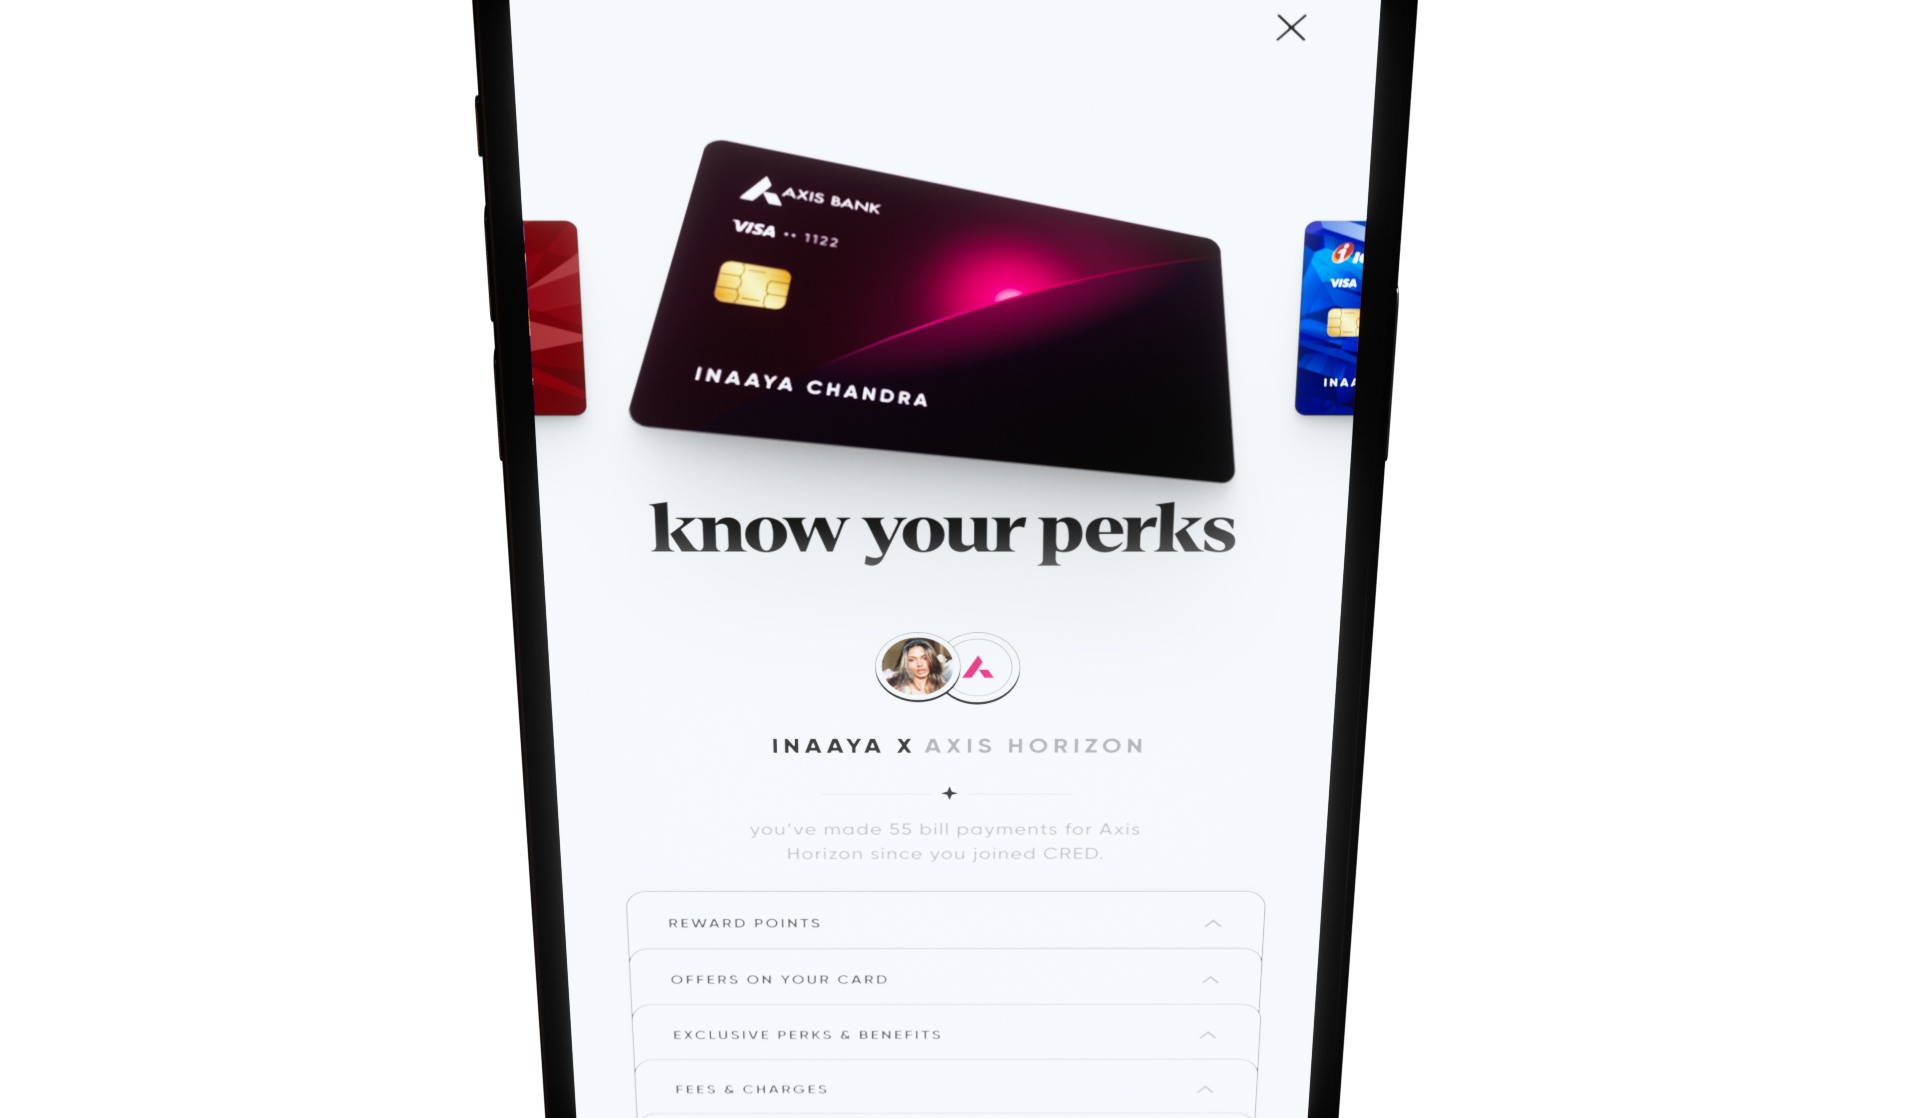 AXIS BANK
VISA •• 1122
INAAYA CHANDRA
VISA
know your perks
INAAYA X AXIS HORIZON
you've made 55 bill payments for Axis
Horizon since you joined CRED.
REWARD POINTS
OFFERS ON YOUR CARD
EXCLUSIVE PERKS & BENEFITS
FEES & CHARGES